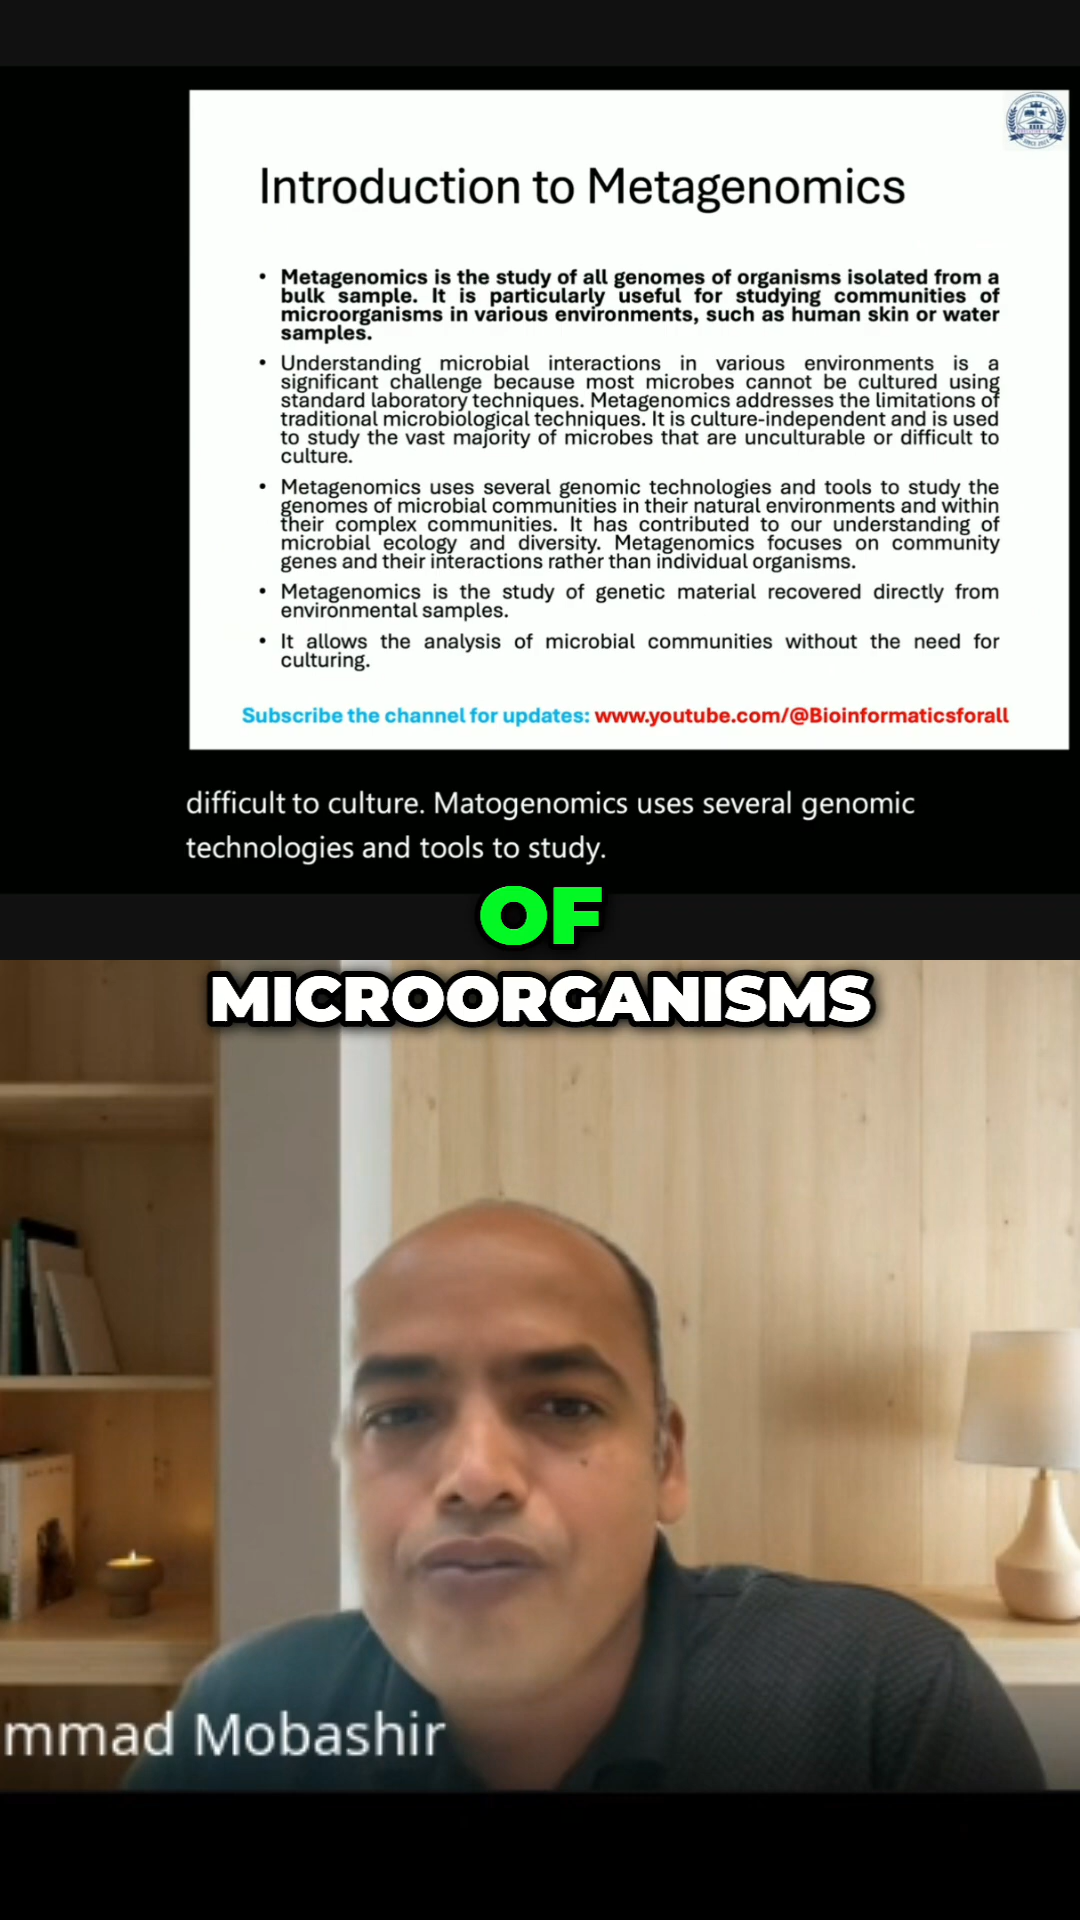 Introduction to Metagenomics
• Metagenomics is the study of all genomes of organisms isolated from a
bulk sample. It is particularly useful for studying communities of
microorganisms in various environments, such as human skin or water
samples.
• Understanding microbial interactions in various environments is a
significant challenge because most microbes cannot be cultured using
standard laboratory techniques. Metagenomics addresses the limitations of
traditional microbiological techniques. It is culture-independent and is used
to study the vast majority of microbes that are unculturable or difficult to
culture.
• Metagenomics uses several genomic technologies and tools to study the
genomes of microbial communities in their natural environments and within
their complex communities. It has contributed to our understanding of
microbial ecology and diversity. Metagenomics focuses on community
genes and their interactions rather than individual organisms.
• Metagenomics is the study of genetic material recovered directly from
environmental samples.
• It allows the analysis of microbial communities without the need for
culturing.
Subscribe the channel for updates: www.youtube.com/@Bioinformaticsforall
difficult to culture. Matogenomics uses several genomic
technologies and tools to study.
OF
MICROORGANISMS
mmad Mobashir